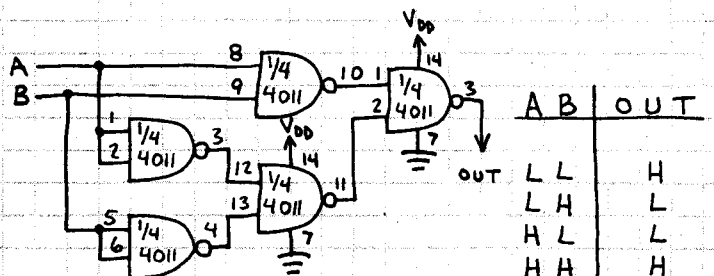 V_DD
A 8 1/4 4011 10 1 1/4 4011 14 3
B 9 2 7
A B OUT
1 1/4 4011 3 V_DD
2 12 1/4 4011 14 11 OUT
L L H
13 7
L H L
5 1/4 4011 4
6
H L L
H H H